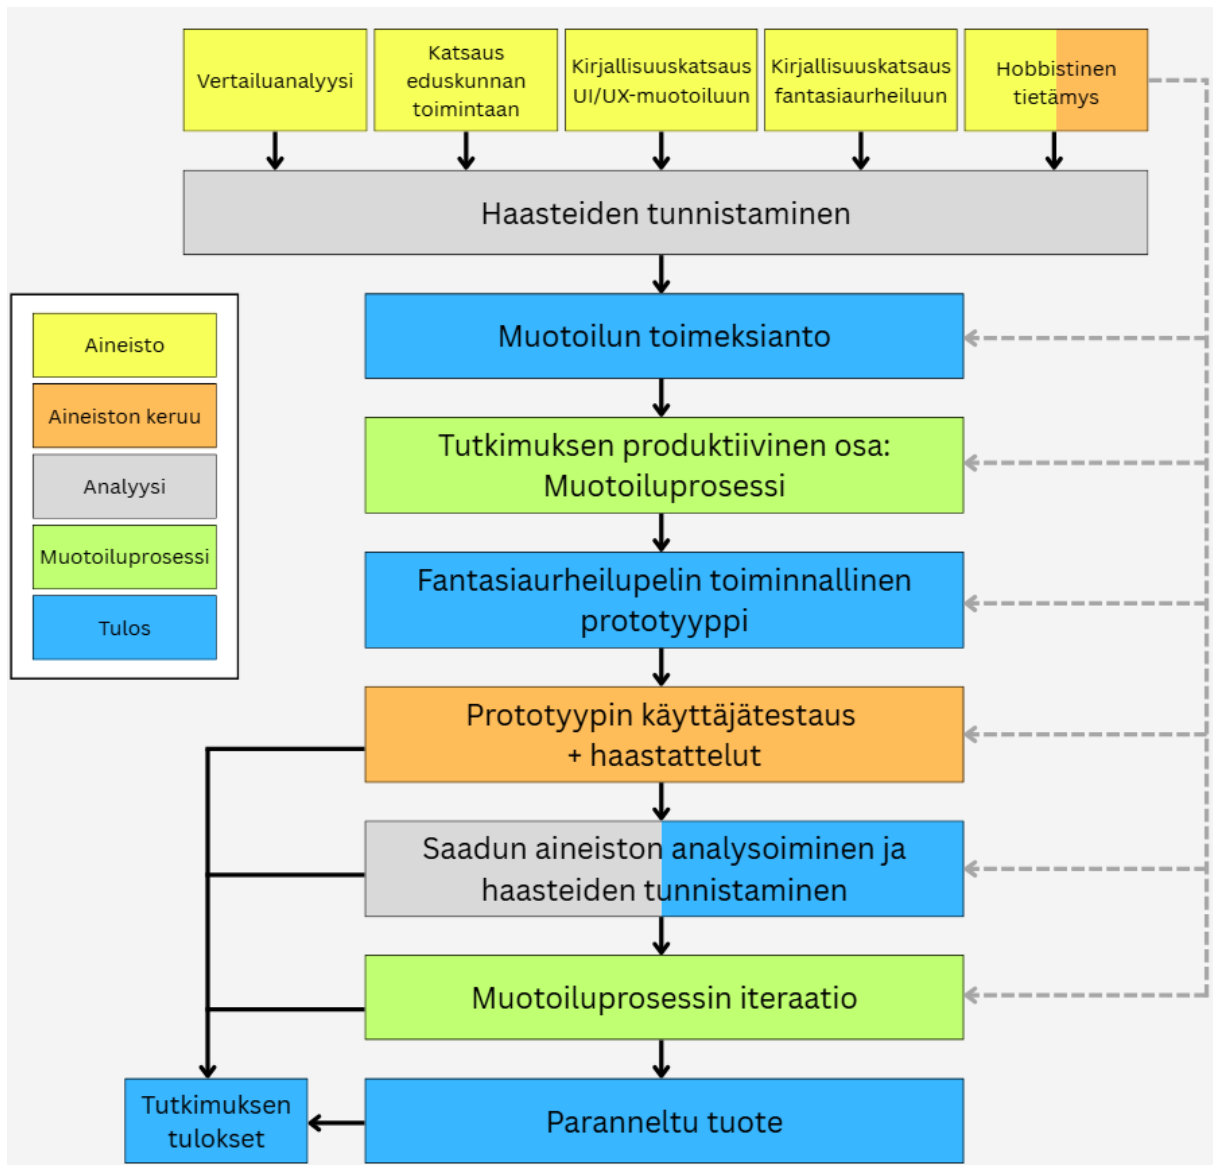 Vertailuanalyysi
Katsaus
eduskunnan
toimintaan
Kirjallisuuskatsaus
UI/UX-muotoiluun
Kirjallisuuskatsaus
fantasiaurheiluun
Hobbistinen
tietämys
Haasteiden tunnistaminen
Aineisto
Aineiston keruu
Analyysi
Muotoiluprosessi
Tulos
Muotoilun toimeksianto
Tutkimuksen produktiivinen osa:
Muotoiluprosessi
Fantasiaurheilupelin toiminnallinen
prototyyppi
Prototyypin käyttäjätestaus
+ haastattelut
Saadun aineiston analysoiminen ja
haasteiden tunnistaminen
Muotoiluprosessin iteraatio
Tutkimuksen
tulokset
Paranneltu tuote